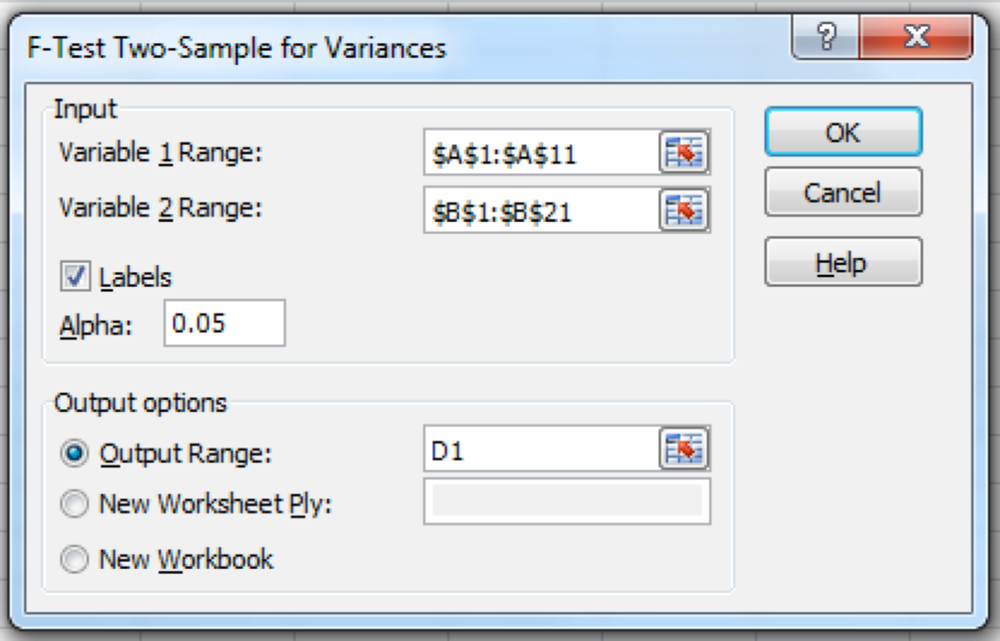 F-Test Two-Sample for Variances
Input
Variable 1 Range: $A$1:$A$11
Variable 2 Range: $B$1:$B$21
Labels
Alpha: 0.05
OK
Cancel
Help
Output options
Output Range: D1
New Worksheet Ply:
New Workbook